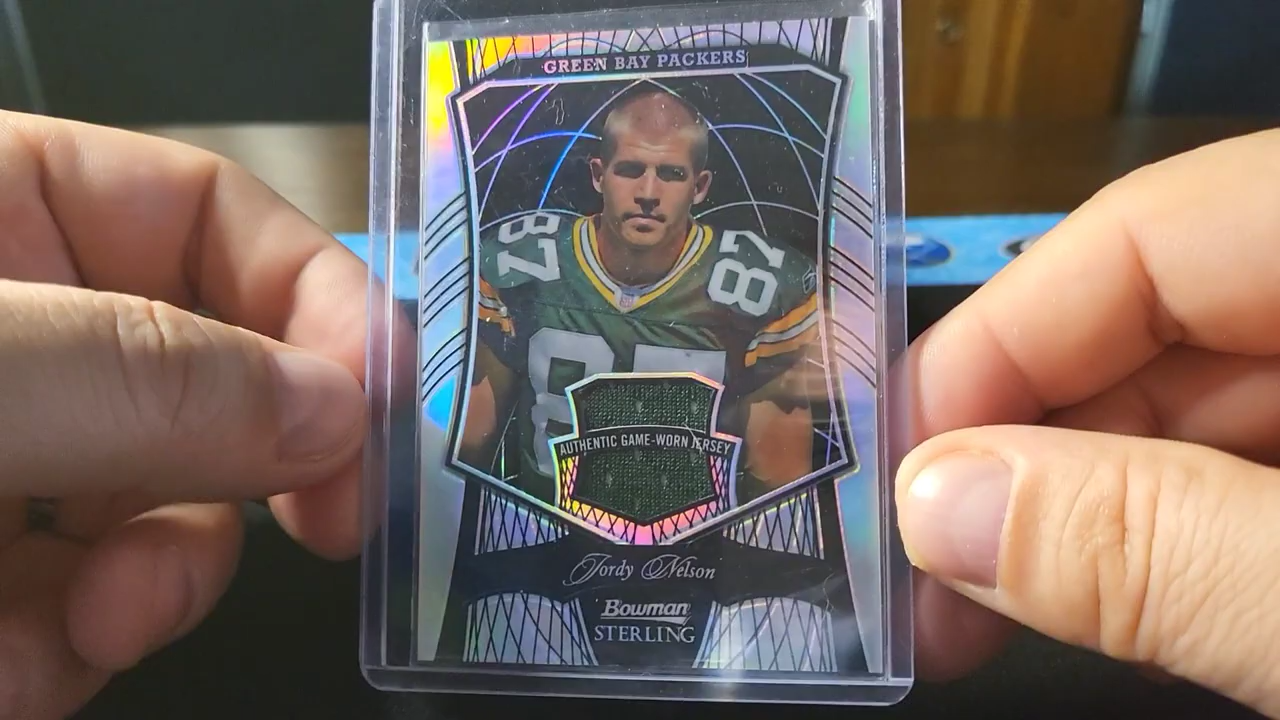 GREEN BAY PACKERS
87 87
87
AUTHENTIC GAME-WORN JERSEY
Jordy Nelson
Bowman
STERLING